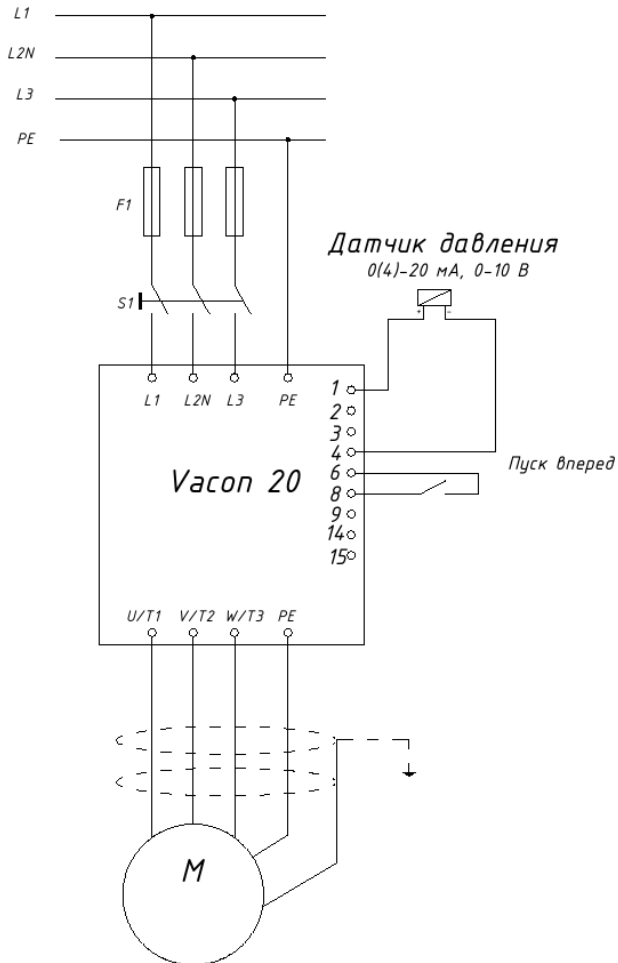 L1
L2N
L3
PE
F1
Датчик давления
0(4)-20 мА, 0-10 В
+ -
S1
L1 L2N L3 PE
1
2
3
4
6
8
9
14
15
Пуск вперед
Vacon 20
U/T1 V/T2 W/T3 PE
M